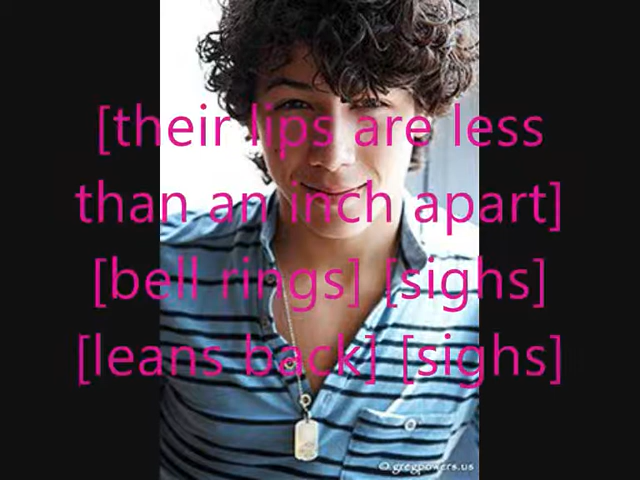 [their lips are less
than an inch apart]
[bell rings] [sighs]
[leans back] [sighs]
© gregpowers.us